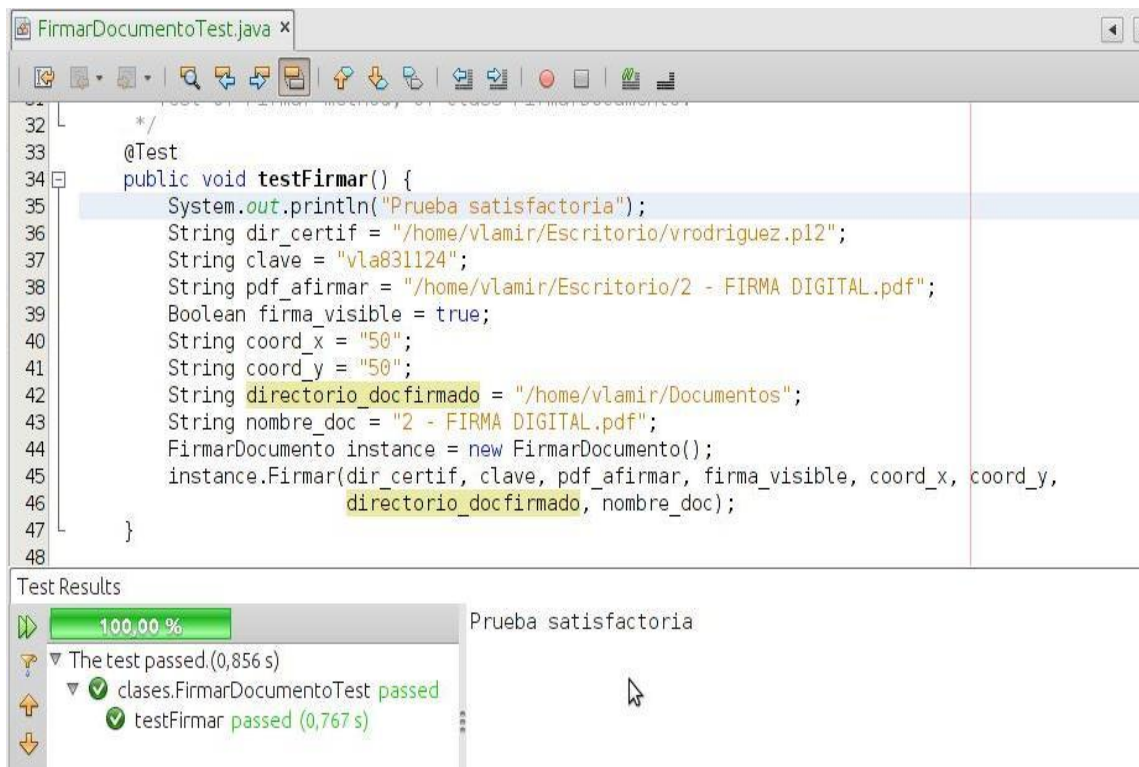 FirmarDocumentoTest.java ×
32 */
33 @Test
34 public void testFirmar() {
35 System.out.println("Prueba satisfactoria");
36 String dir_certif = "/home/vlamir/Escritorio/vrodriguez.p12";
37 String clave = "vla831124";
38 String pdf_afirmar = "/home/vlamir/Escritorio/2 - FIRMA DIGITAL.pdf";
39 Boolean firma_visible = true;
40 String coord_x = "50";
41 String coord_y = "50";
42 String directorio_docfirmado = "/home/vlamir/Documentos";
43 String nombre_doc = "2 - FIRMA DIGITAL.pdf";
44 FirmarDocumento instance = new FirmarDocumento();
45 instance.Firmar(dir_certif, clave, pdf_afirmar, firma_visible, coord_x, coord_y,
46 directorio_docfirmado, nombre_doc);
47 }
48
Test Results
100,00 %
Prueba satisfactoria
The test passed.(0,856 s)
clases.FirmarDocumentoTest passed
testFirmar passed (0,767 s)